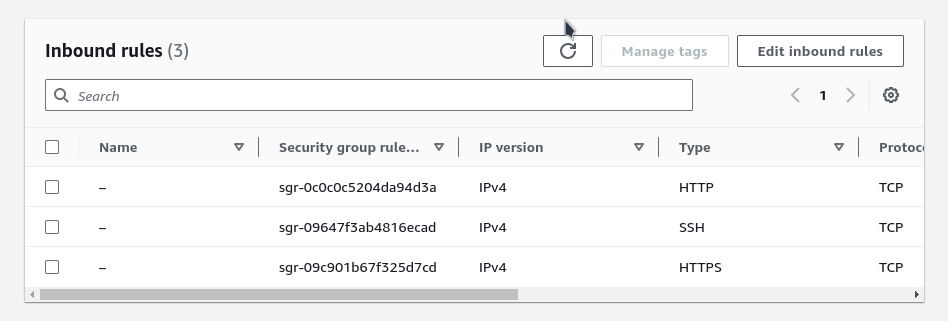 Inbound rules (3)
Manage tags
Edit inbound rules
Search
1
Name Security group rule... IP version Type Protoc
– sgr-0c0c0c5204da94d3a IPv4 HTTP TCP
– sgr-09647f3ab4816ecad IPv4 SSH TCP
– sgr-09c901b67f325d7cd IPv4 HTTPS TCP